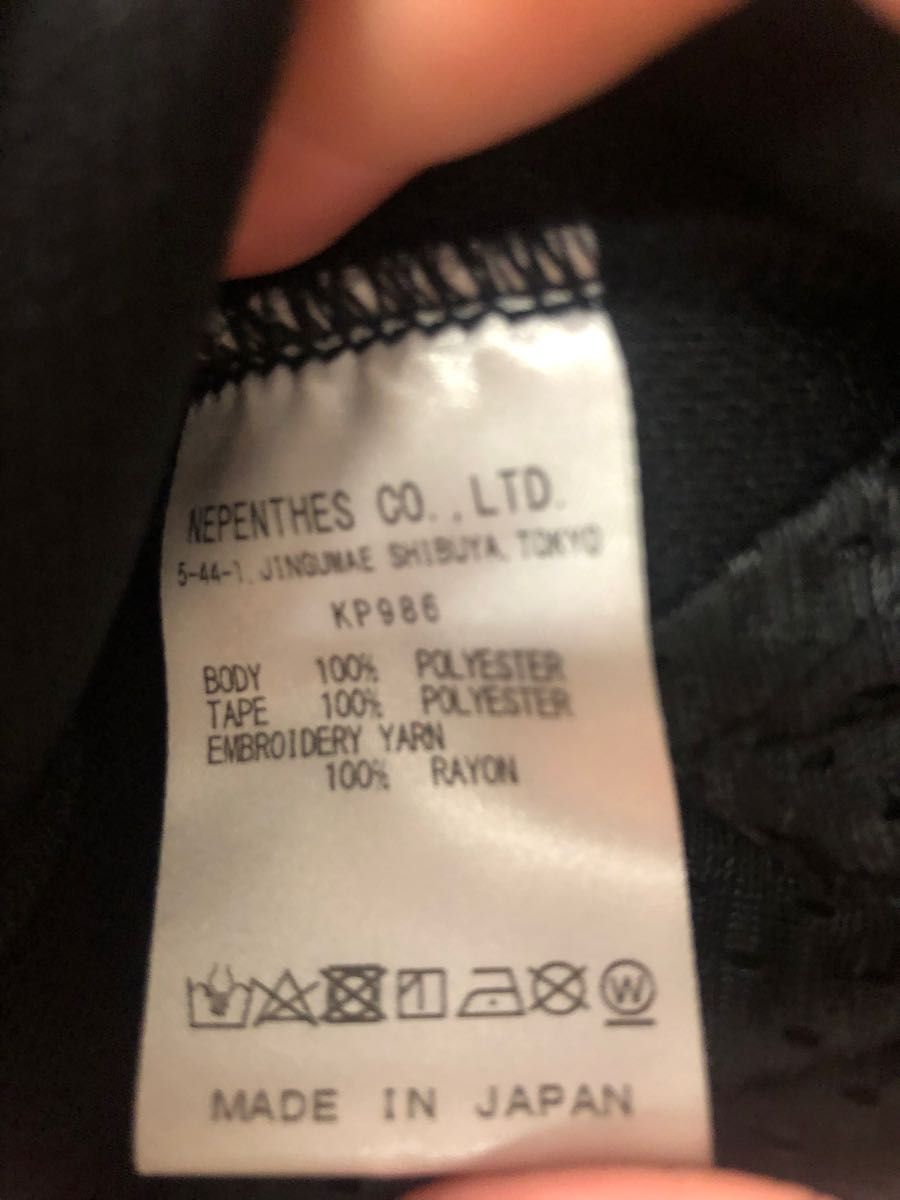 NEPENTHES CO.,LTD.
5-44-1, JINGUMAE SHIBUYA, TOKYO
KP986
BODY 100% POLYESTER
TAPE 100% POLYESTER
EMBROIDERY YARN
100% RAYON
W
MADE IN JAPAN